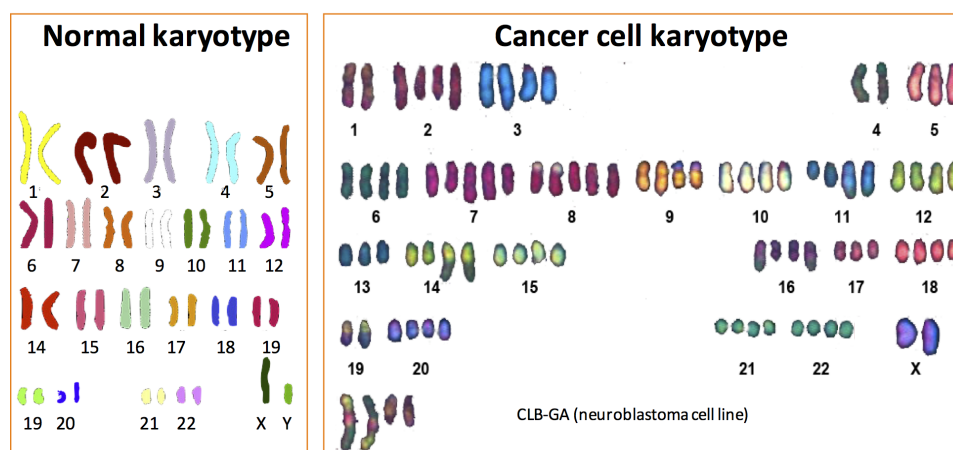 Normal karyotype
1 2 3 4 5
6 7 8 9 10 11 12
14 15 16 17 18 19
19 20 21 22 X Y
Cancer cell karyotype
1 2 3 4 5
6 7 8 9 10 11 12
13 14 15 16 17 18
19 20 21 22 X
CLB-GA (neuroblastoma cell line)